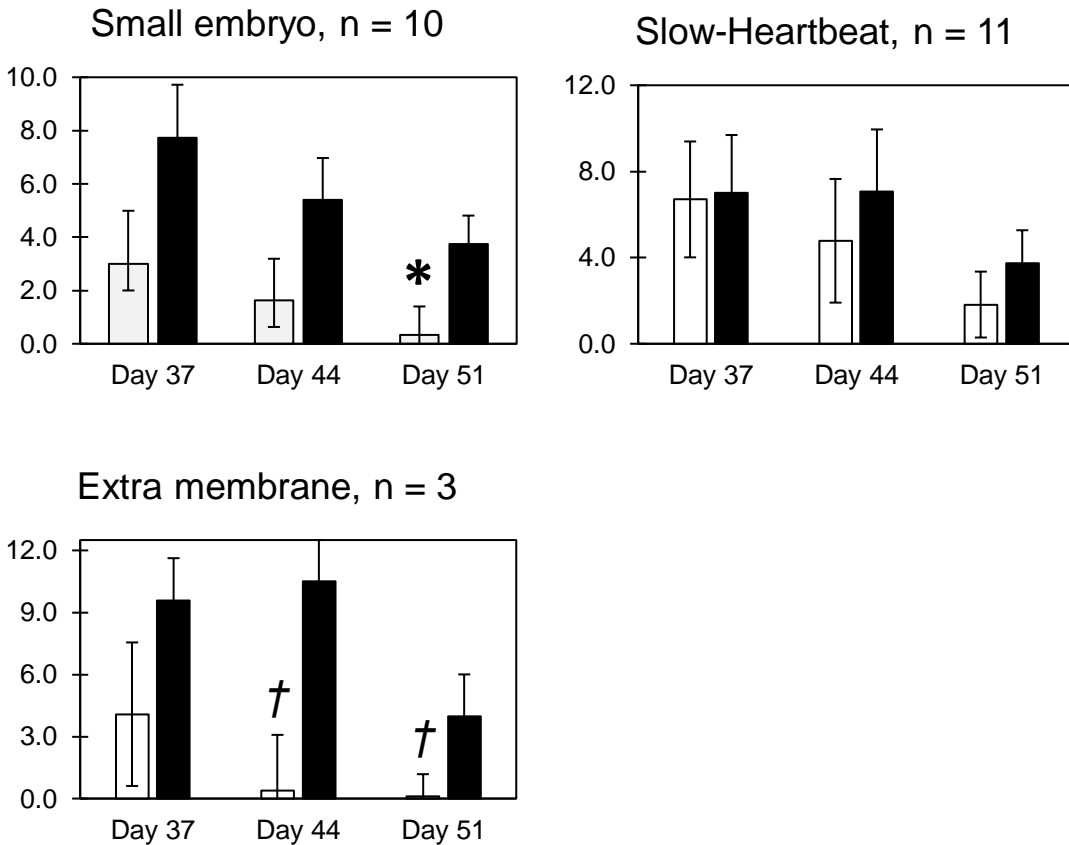 Small embryo, n = 10
10.0
8.0
6.0
4.0
2.0
0.0
*
Day 37 Day 44 Day 51
Slow-Heartbeat, n = 11
12.0
8.0
4.0
0.0
Day 37 Day 44 Day 51
Extra membrane, n = 3
12.0
9.0
6.0
3.0
0.0
† †
Day 37 Day 44 Day 51